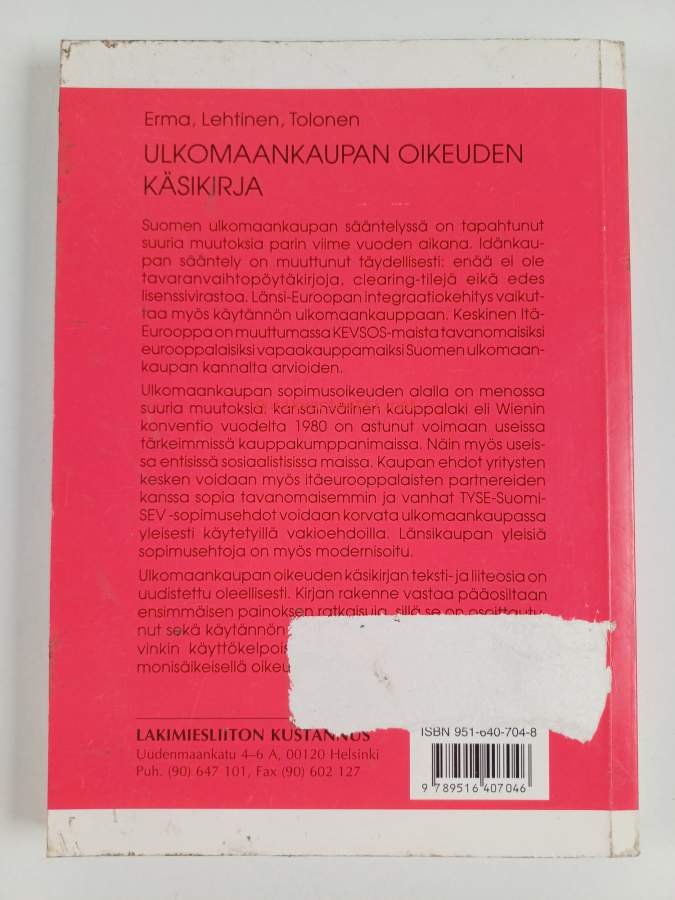 Erma, Lehtinen, Tolonen
ULKOMAANKAUPAN OIKEUDEN
KÄSIKIRJA
Suomen ulkomaankaupan sääntelyssä on tapahtunut
suuria muutoksia parin viime vuoden aikana. Idänkau-
pan sääntely on muuttunut täydellisesti: enää ei ole
tavaranvaihtopöytäkirjoja, clearing-tilejä eikä edes
lisenssivirastoa. Länsi-Euroopan integraatiokehitys vaikut-
taa myös käytännön ulkomaankauppaan. Keskinen Itä-
Eurooppa on muuttumassa KEVSOS-maista tavanomaisiksi
eurooppalaisiksi vapaakauppamaiksi Suomen ulkomaan-
kaupan kannalta arvioiden.
Ulkomaankaupan sopimusoikeuden alalla on menossa
suuria muutoksia: kansainvälinen kauppalaki eli Wienin
konventio vuodelta 1980 on astunut voimaan useissa
tärkeimmissä kauppakumppanimaissa. Näin myös useis-
sa entisissä sosialistisissa maissa. Kaupan ehdot yritysten
kesken voidaan myös itäeurooppalaisten partnereiden
kanssa sopia tavanomaisemmin ja vanhat TYSE-Suomi-
SEV -sopimusehdot voidaan korvata ulkomaankaupassa
yleisesti käytetyillä vakioehdoilla. Länsikaupan yleisiä
sopimusehtoja on myös modernisoitu.
Ulkomaankaupan oikeuden käsikirjan teksti- ja liiteosia on
uudistettu oleellisesti. Kirjan rakenne vastaa pääosiltaan
ensimmäisen painoksen ratkaisuja, sillä se on osoittautu-
nut sekä käytännön
vinkin käyttökelpois
monisäikeisellä oikeu
LAKIMIESLIITON KUSTANNUS
Uudenmaankatu 4–6 A, 00120 Helsinki
Puh. (90) 647 101, Fax (90) 602 127
ISBN 951-640-704-8
9 789516 407046